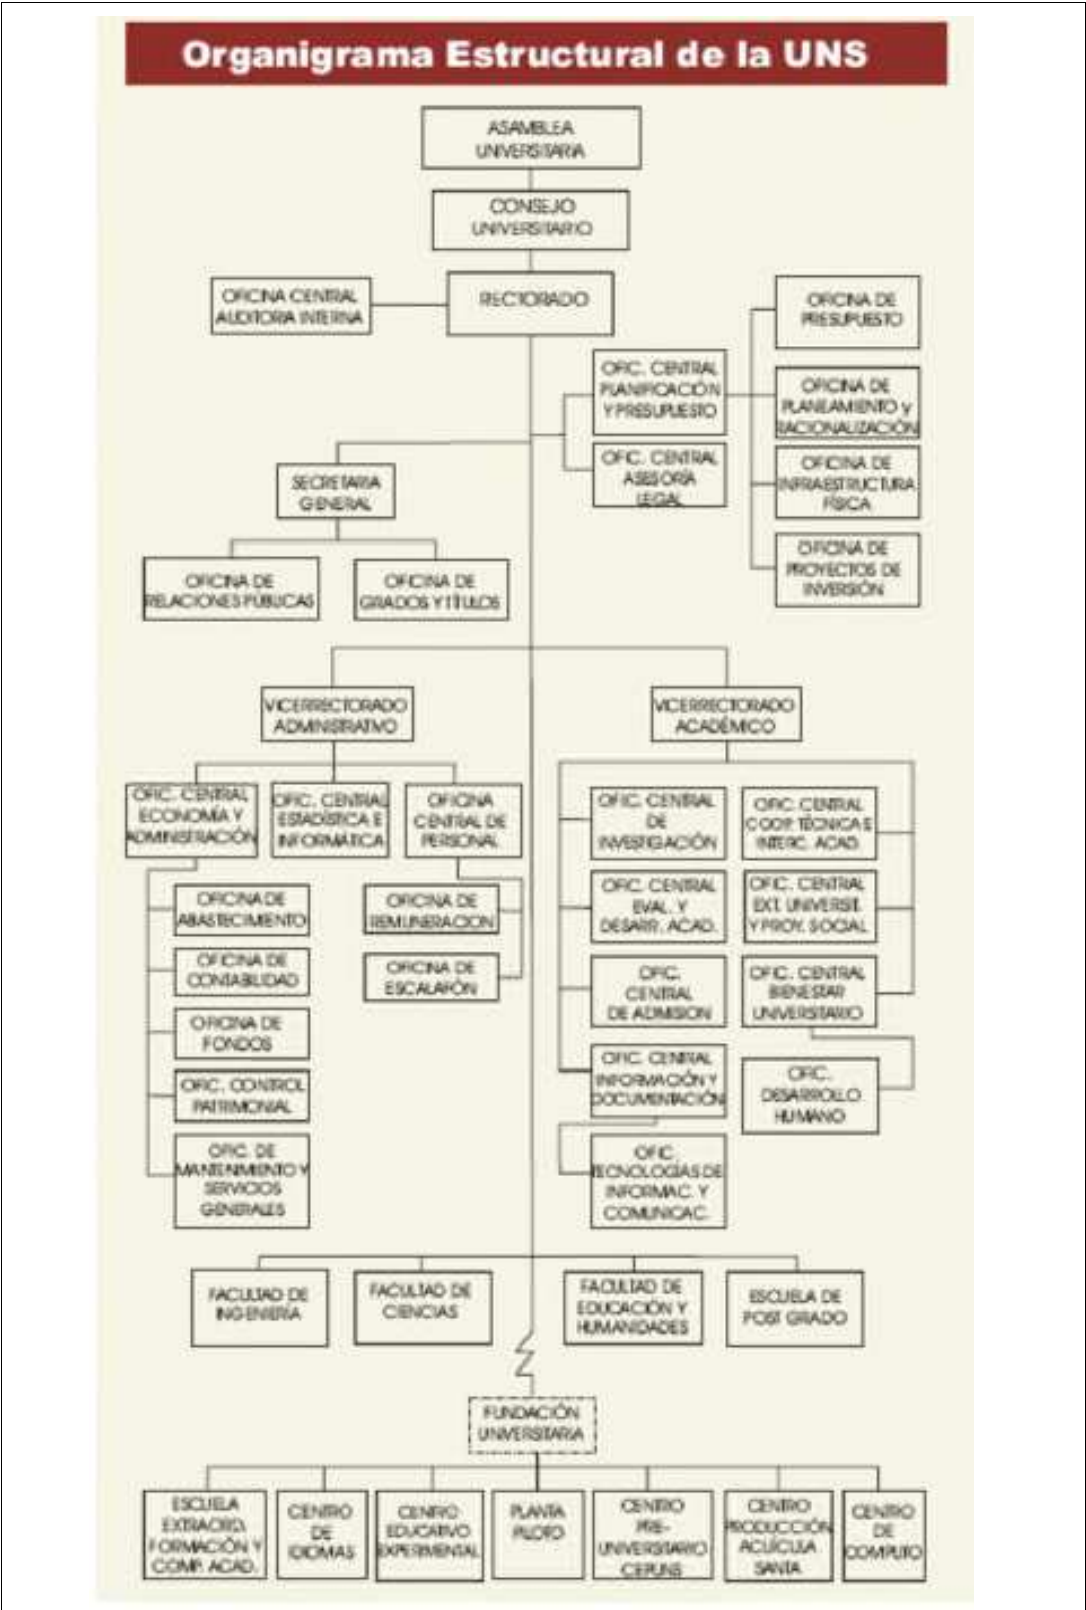 Organigrama Estructural de la UNS
ASAMBLEA
UNIVERSITARIA
CONSEJO
UNIVERSITARIO
OFICINA CENTRAL
AUDITORIA INTERNA
RECTORADO
OFICINA DE
PRESUPUESTO
OFIC. CENTRAL
PLANIFICACIÓN
Y PRESUPUESTO
OFICINA DE
PLANEAMIENTO y
RACIONALIZACIÓN
OFIC. CENTRAL
ASESORÍA
LEGAL
OFICINA DE
INFRAESTRUCTURA
FÍSICA
SECRETARIA
GENERAL
OFICINA DE
PROYECTOS DE
INVERSIÓN
OFICINA DE
RELACIONES PÚBLICAS
OFICINA DE
GRADOS Y TÍTULOS
VICERRECTORADO
ADMINISTRATIVO
VICERRECTORADO
ACADÉMICO
OFIC. CENTRAL
ECONOMÍA Y
ADMINISTRACIÓN
OFIC. CENTRAL
ESTADÍSTICA E
INFORMÁTICA
OFICINA
CENTRAL DE
PERSONAL
OFICINA DE
ABASTECIMIENTO
OFICINA DE
CONTABILIDAD
OFICINA DE
FONDOS
OFIC. CONTROL
PATRIMONIAL
OFIC. DE
MANTENIMIENTO Y
SERVICIOS
GENERALES
OFICINA DE
REMUNERACION
OFICINA DE
ESCALAFÓN
OFIC. CENTRAL
DE
INVESTIGACIÓN
OFIC. CENTRAL
EVAL. Y
DESARR. ACAD.
OFIC.
CENTRAL
DE ADMISION
OFIC. CENTRAL
INFORMACIÓN Y
DOCUMENTACIÓN
OFIC.
TECNOLOGÍAS DE
INFORMAC. Y
COMUNICAC.
OFIC. CENTRAL
COOP. TÉCNICA E
INTERC. ACAD.
OFIC. CENTRAL
EXT. UNIVERSIT.
Y PROY. SOCIAL
OFIC. CENTRAL
BIENESTAR
UNIVERSITARIO
OFIC.
DESARROLLO
HUMANO
FACULTAD DE
INGENIERÍA
FACULTAD DE
CIENCIAS
FACULTAD DE
EDUCACIÓN Y
HUMANIDADES
ESCUELA DE
POST GRADO
FUNDACIÓN
UNIVERSITARIA
ESCUELA
EXTRAORD.
FORMACIÓN Y
COMP. ACAD.
CENTRO
DE
IDIOMAS
CENTRO
EDUCATIVO
EXPERIMENTAL
PLANTA
PILOTO
CENTRO
PRE-
UNIVERSITARIO
CEPUNS
CENTRO
PRODUCCIÓN
ACUÍCULA
SANTA
CENTRO
DE
COMPUTO